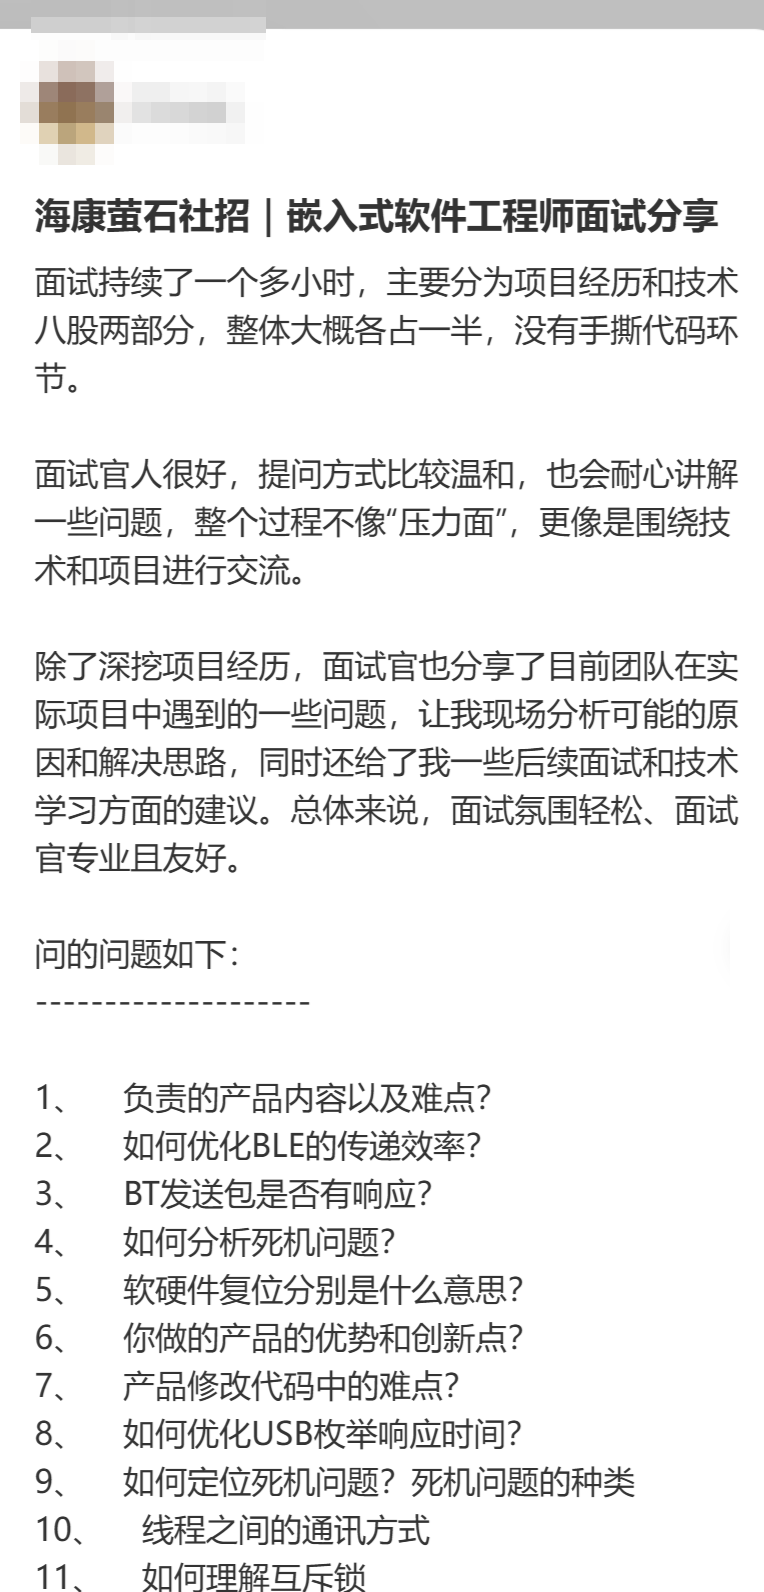 海康萤石社招｜嵌入式软件工程师面试分享
面试持续了一个多小时，主要分为项目经历和技术
八股两部分，整体大概各占一半，没有手撕代码环
节。
面试官人很好，提问方式比较温和，也会耐心讲解
一些问题，整个过程不像“压力面”，更像是围绕技
术和项目进行交流。
除了深挖项目经历，面试官也分享了目前团队在实
际项目中遇到的一些问题，让我现场分析可能的原
因和解决思路，同时还给了我一些后续面试和技术
学习方面的建议。总体来说，面试氛围轻松、面试
官专业且友好。
问的问题如下：
--------------------
1、 负责的产品内容以及难点？
2、 如何优化BLE的传递效率？
3、 BT发送包是否有响应？
4、 如何分析死机问题？
5、 软硬件复位分别是什么意思？
6、 你做的产品的优势和创新点？
7、 产品修改代码中的难点？
8、 如何优化USB枚举响应时间？
9、 如何定位死机问题？死机问题的种类
10、 线程之间的通讯方式
11、 如何理解互斥锁